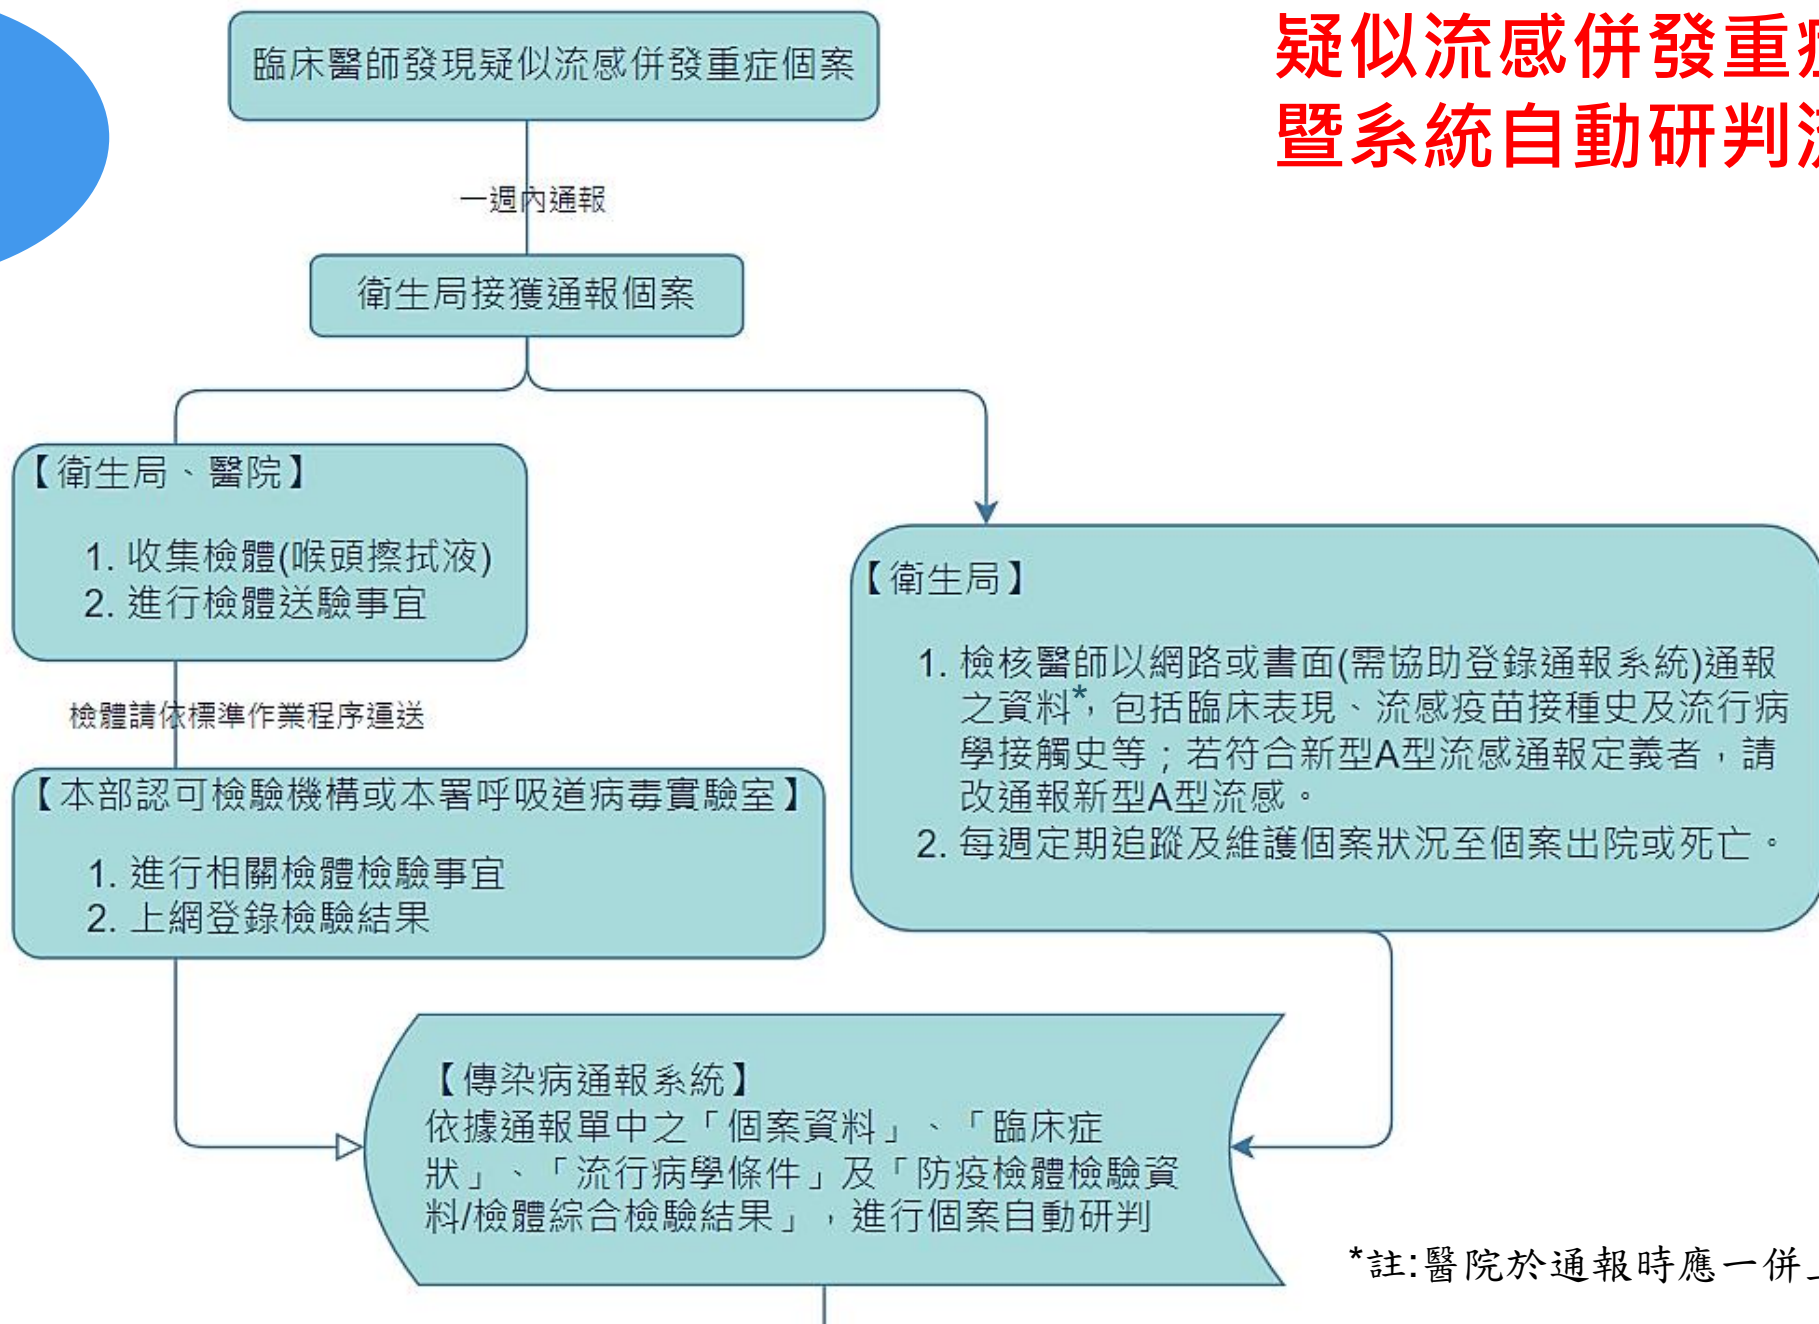 疑似流感併發重
暨系統自動研判
臨床醫師發現疑似流感併發重症個案
一週內通報
衛生局接獲通報個案
【衛生局、醫院】
1. 收集檢體(喉頭擦拭液)
2. 進行檢體送驗事宜
檢體請依標準作業程序運送
【本部認可檢驗機構或本署呼吸道病毒實驗室】
1. 進行相關檢體檢驗事宜
2. 上網登錄檢驗結果
【衛生局】
1. 檢核醫師以網路或書面(需協助登錄通報系統)通報
之資料*，包括臨床表現、流感疫苗接種史及流行病
學接觸史等；若符合新型A型流感通報定義者，請
改通報新型A型流感。
2. 每週定期追蹤及維護個案狀況至個案出院或死亡。
【傳染病通報系統】
依據通報單中之「個案資料」、「臨床症
狀」、「流行病學條件」及「防疫檢體檢驗資
料/檢體綜合檢驗結果」，進行個案自動研判
*註:醫院於通報時應一併